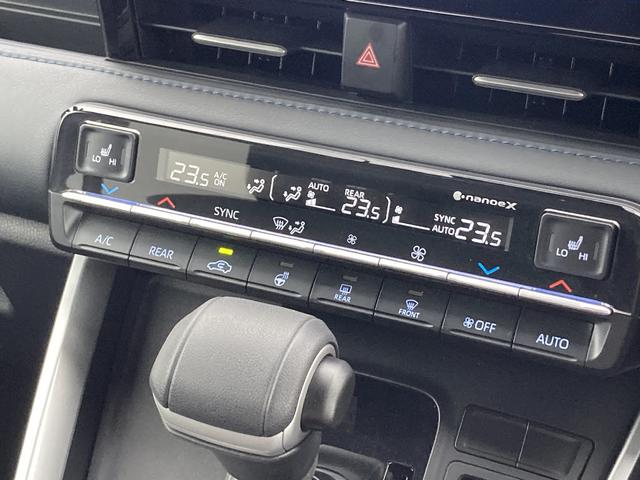 LO HI
23.5 A/C ON
AUTO
REAR 23.5
nanoeX
SYNC AUTO 23.5
LO HI
SYNC
A/C
REAR
REAR
FRONT
OFF
AUTO